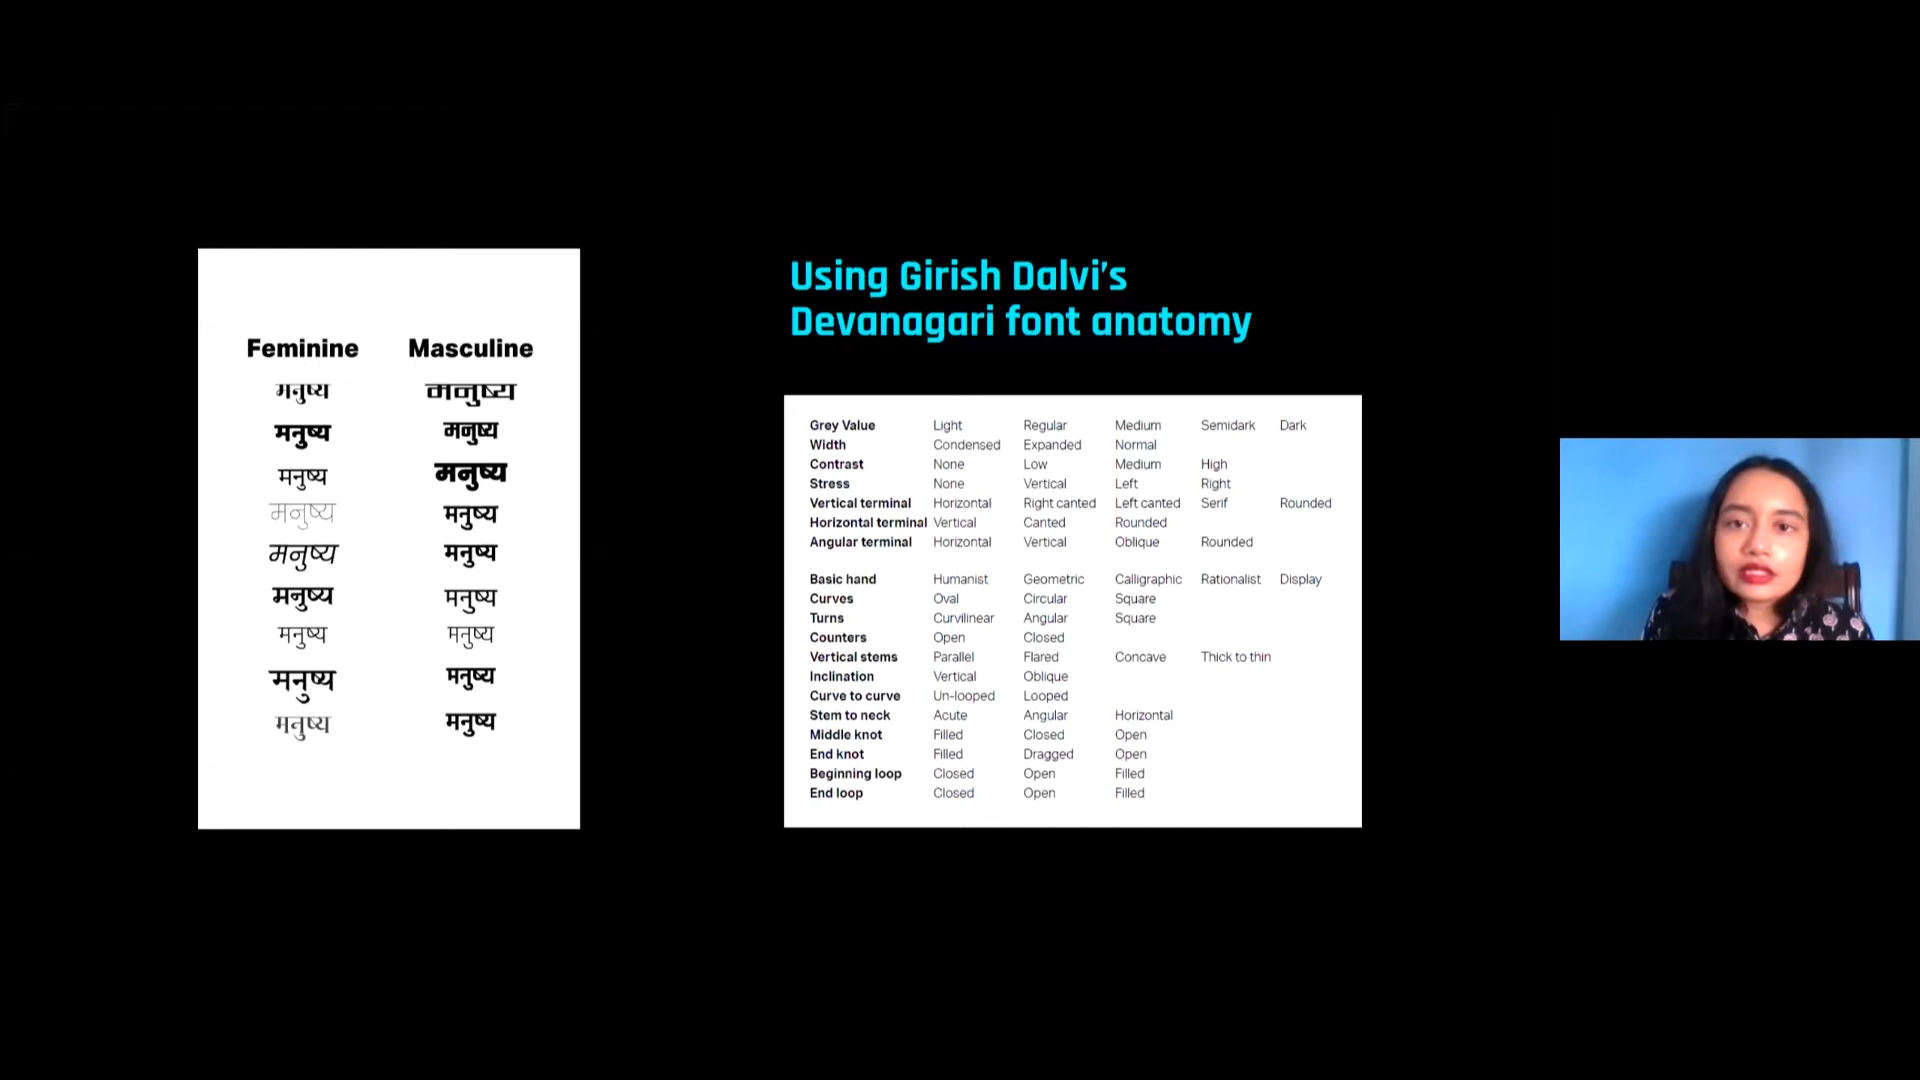 Feminine Masculine
मनुष्य मनुष्य
मनुष्य मनुष्य
मनुष्य मनुष्य
मनुष्य मनुष्य
मनुष्य मनुष्य
मनुष्य मनुष्य
मनुष्य मनुष्य
मनुष्य मनुष्य
मनुष्य मनुष्य
Using Girish Dalvi’s
Devanagari font anatomy
Grey Value Light Regular Medium Semidark Dark
Width Condensed Expanded Normal
Contrast None Low Medium High
Stress None Vertical Left Right
Vertical terminal Horizontal Right canted Left canted Serif Rounded
Horizontal terminal Vertical Canted Rounded
Angular terminal Horizontal Vertical Oblique Rounded
Basic hand Humanist Geometric Calligraphic Rationalist Display
Curves Oval Circular Square
Turns Curvilinear Angular Square
Counters Open Closed
Vertical stems Parallel Flared Concave Thick to thin
Inclination Vertical Oblique
Curve to curve Un-looped Looped
Stem to neck Acute Angular Horizontal
Middle knot Filled Closed Open
End knot Filled Dragged Open
Beginning loop Closed Open Filled
End loop Closed Open Filled